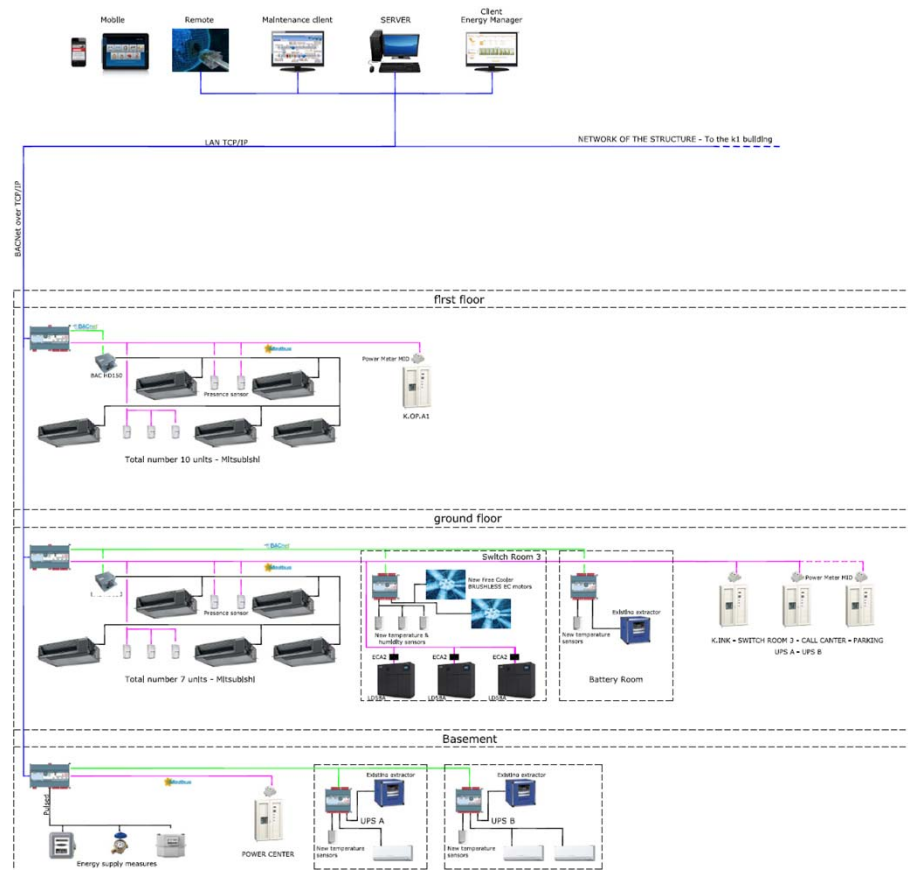 Mobile
Remote
Maintenance client
SERVER
Client
Energy Manager
LAN TCP/IP
NETWORK OF THE STRUCTURE - To the k1 building
BACNet over TCP/IP
first floor
BACnet
Modbus
BAC HD150
Presence sensor
Power Meter MID
K.OP.A1
Total number 10 units - Mitsubishi
ground floor
BACnet
Modbus
Presence sensor
Total number 7 units - Mitsubishi
Switch Room 3
New Free Cooler
BRUSHLESS EC motors
New temperature &
humidity sensors
ECA2
ECA2
ECA2
LD18A
LD18A
LD18A
Existing extractor
New temperature
sensors
Battery Room
Power Meter MID
K.INK - SWITCH ROOM 3 - CALL CANTER - PARKING
UPS A - UPS B
Basement
Modbus
Pulsed
Energy supply measures
POWER CENTER
Existing extractor
UPS A
New temperature
sensors
Existing extractor
UPS B
New temperature
sensors